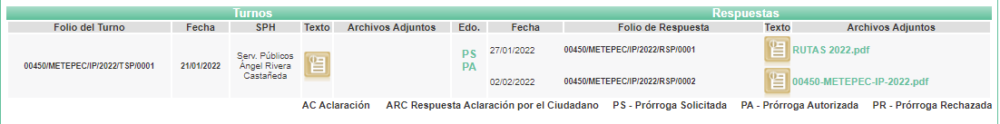 Turnos Respuestas
Folio del Turno Fecha SPH Texto Archivos Adjuntos Edo. Fecha Folio de Respuesta Texto Archivos Adjuntos
00450/METEPEC/IP/2022/TSP/0001 21/01/2022 Serv. Públicos
Ángel Rivera
Castañeda
PS
PA
27/01/2022 00450/METEPEC/IP/2022/RSP/0001 RUTAS 2022.pdf
02/02/2022 00450/METEPEC/IP/2022/RSP/0002 00450-METEPEC-IP-2022.pdf
AC Aclaración ARC Respuesta Aclaración por el Ciudadano PS - Prórroga Solicitada PA - Prórroga Autorizada PR - Prórroga Rechazada